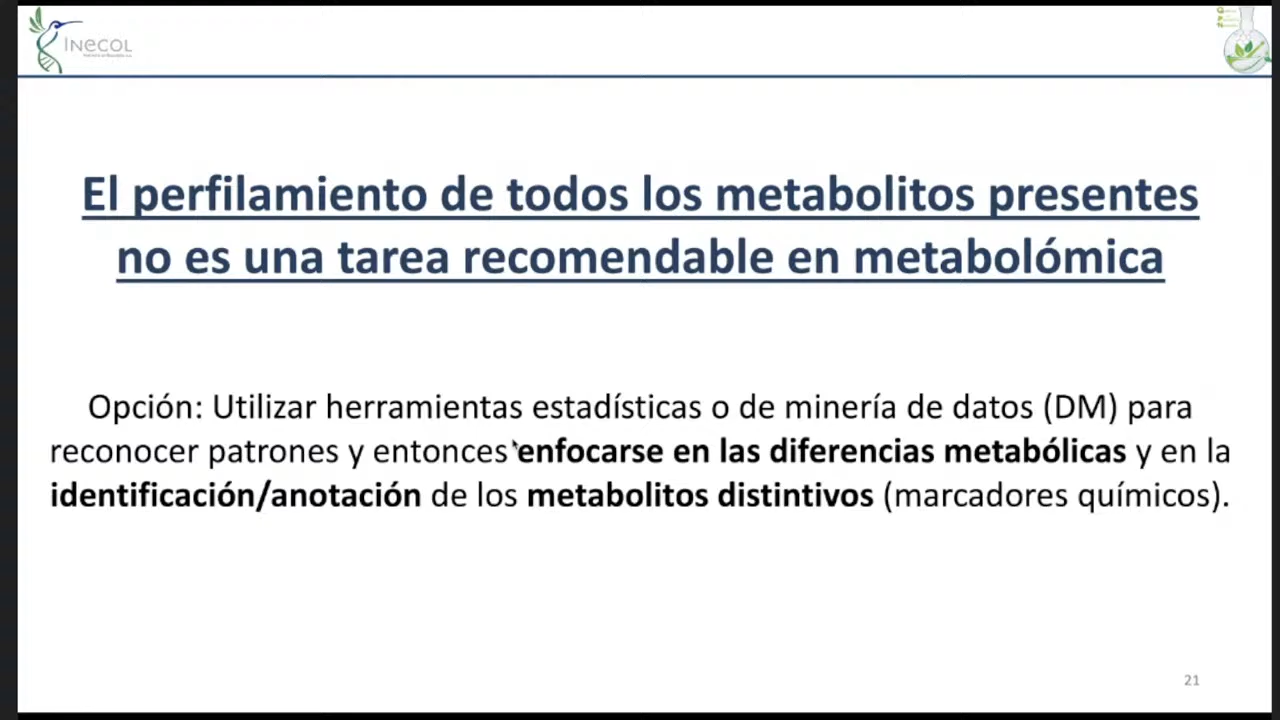 INECOL
El perfilamiento de todos los metabolitos presentes
no es una tarea recomendable en metabolómica
Opción: Utilizar herramientas estadísticas o de minería de datos (DM) para
reconocer patrones y entonces enfocarse en las diferencias metabólicas y en la
identificación/anotación de los metabolitos distintivos (marcadores químicos).
21